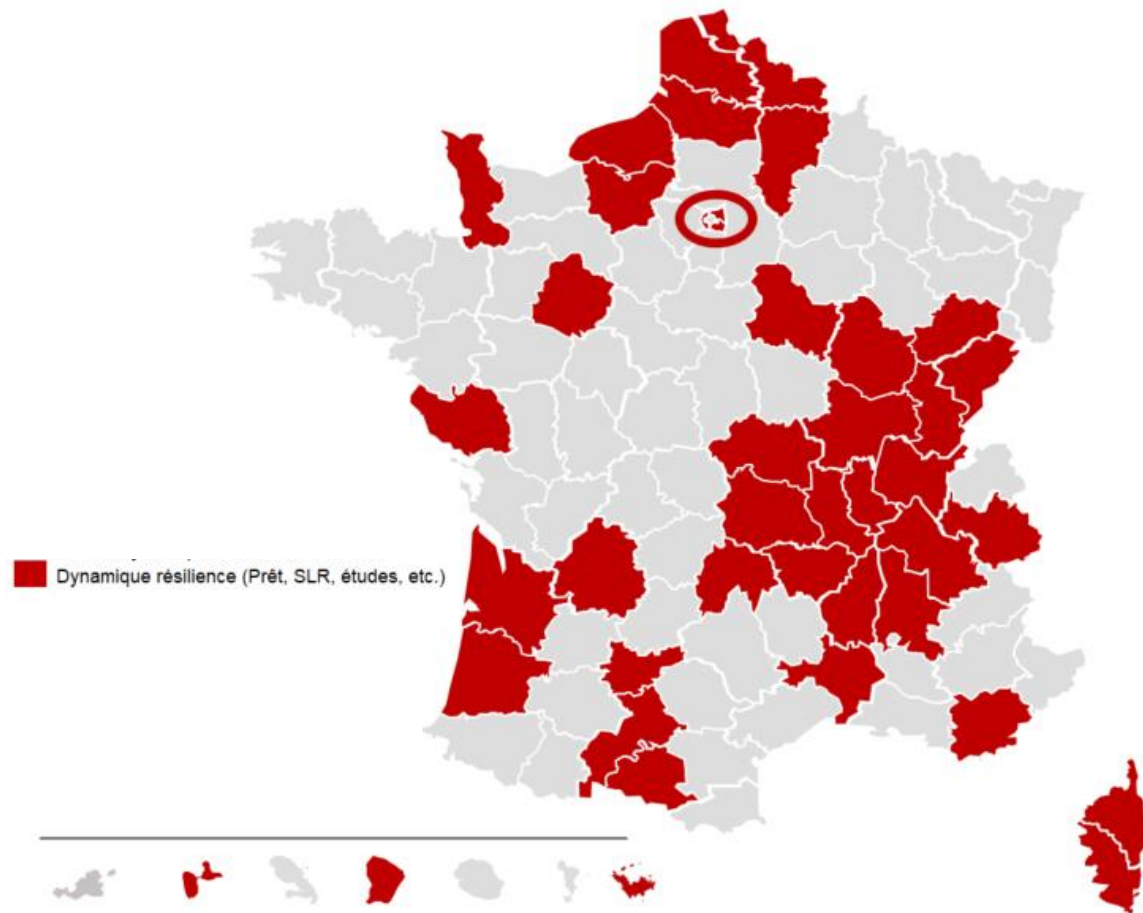 Dynamique résilience (Prêt, SLR, études, etc.)